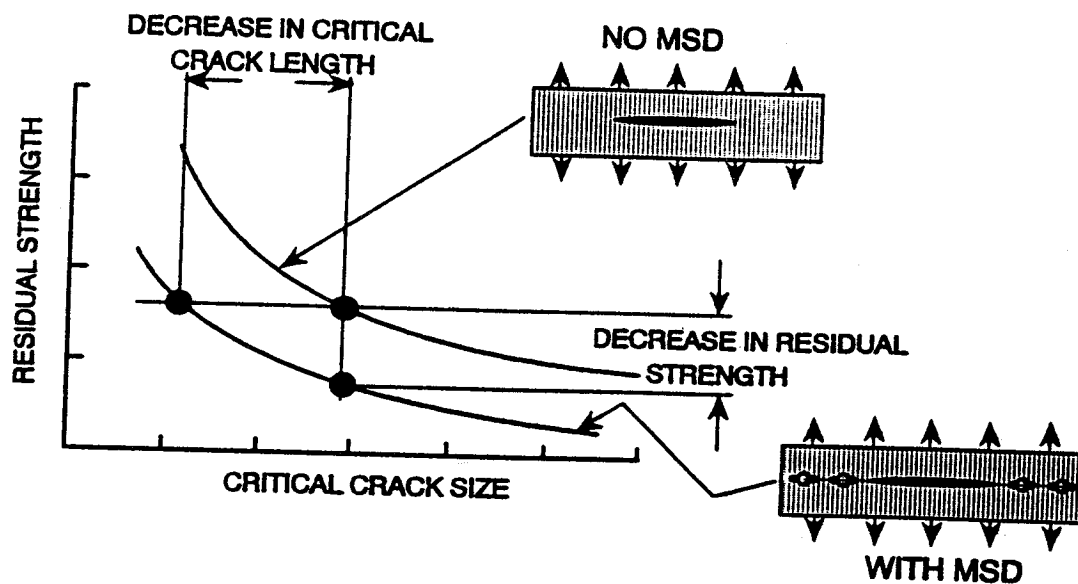 DECREASE IN CRITICAL
CRACK LENGTH
NO MSD
RESIDUAL STRENGTH
DECREASE IN RESIDUAL
STRENGTH
CRITICAL CRACK SIZE
WITH MSD